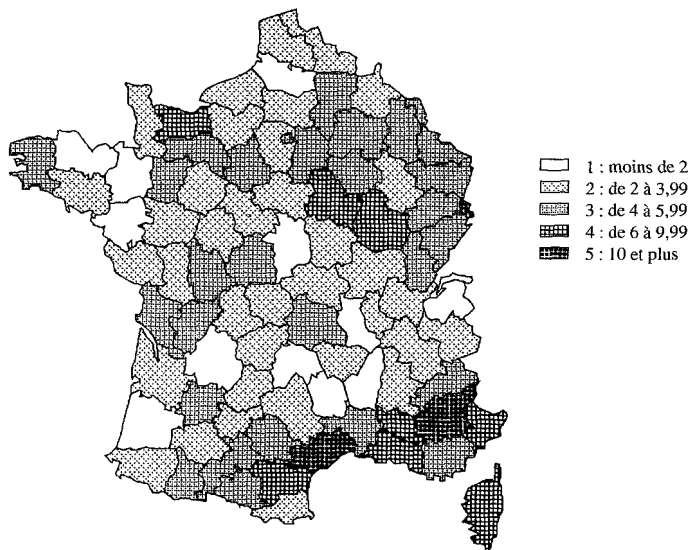 1 : moins de 2
2 : de 2 à 3,99
3 : de 4 à 5,99
4 : de 6 à 9,99
5 : 10 et plus